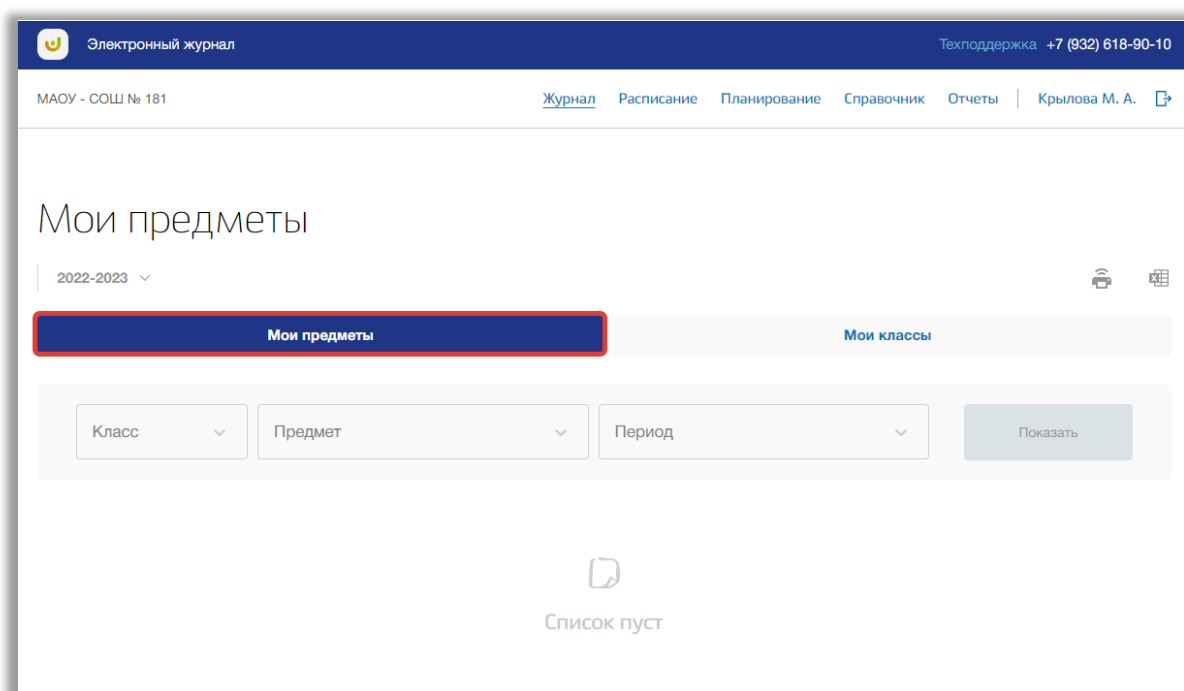 Электронный журнал Техподдержка +7 (932) 618-90-10
МАОУ - СОШ № 181 Журнал Расписание Планирование Справочник Отчеты Крылова М. А.
Мои предметы
2022-2023
Мои предметы Мои классы
Класс Предмет Период Показать
Список пуст